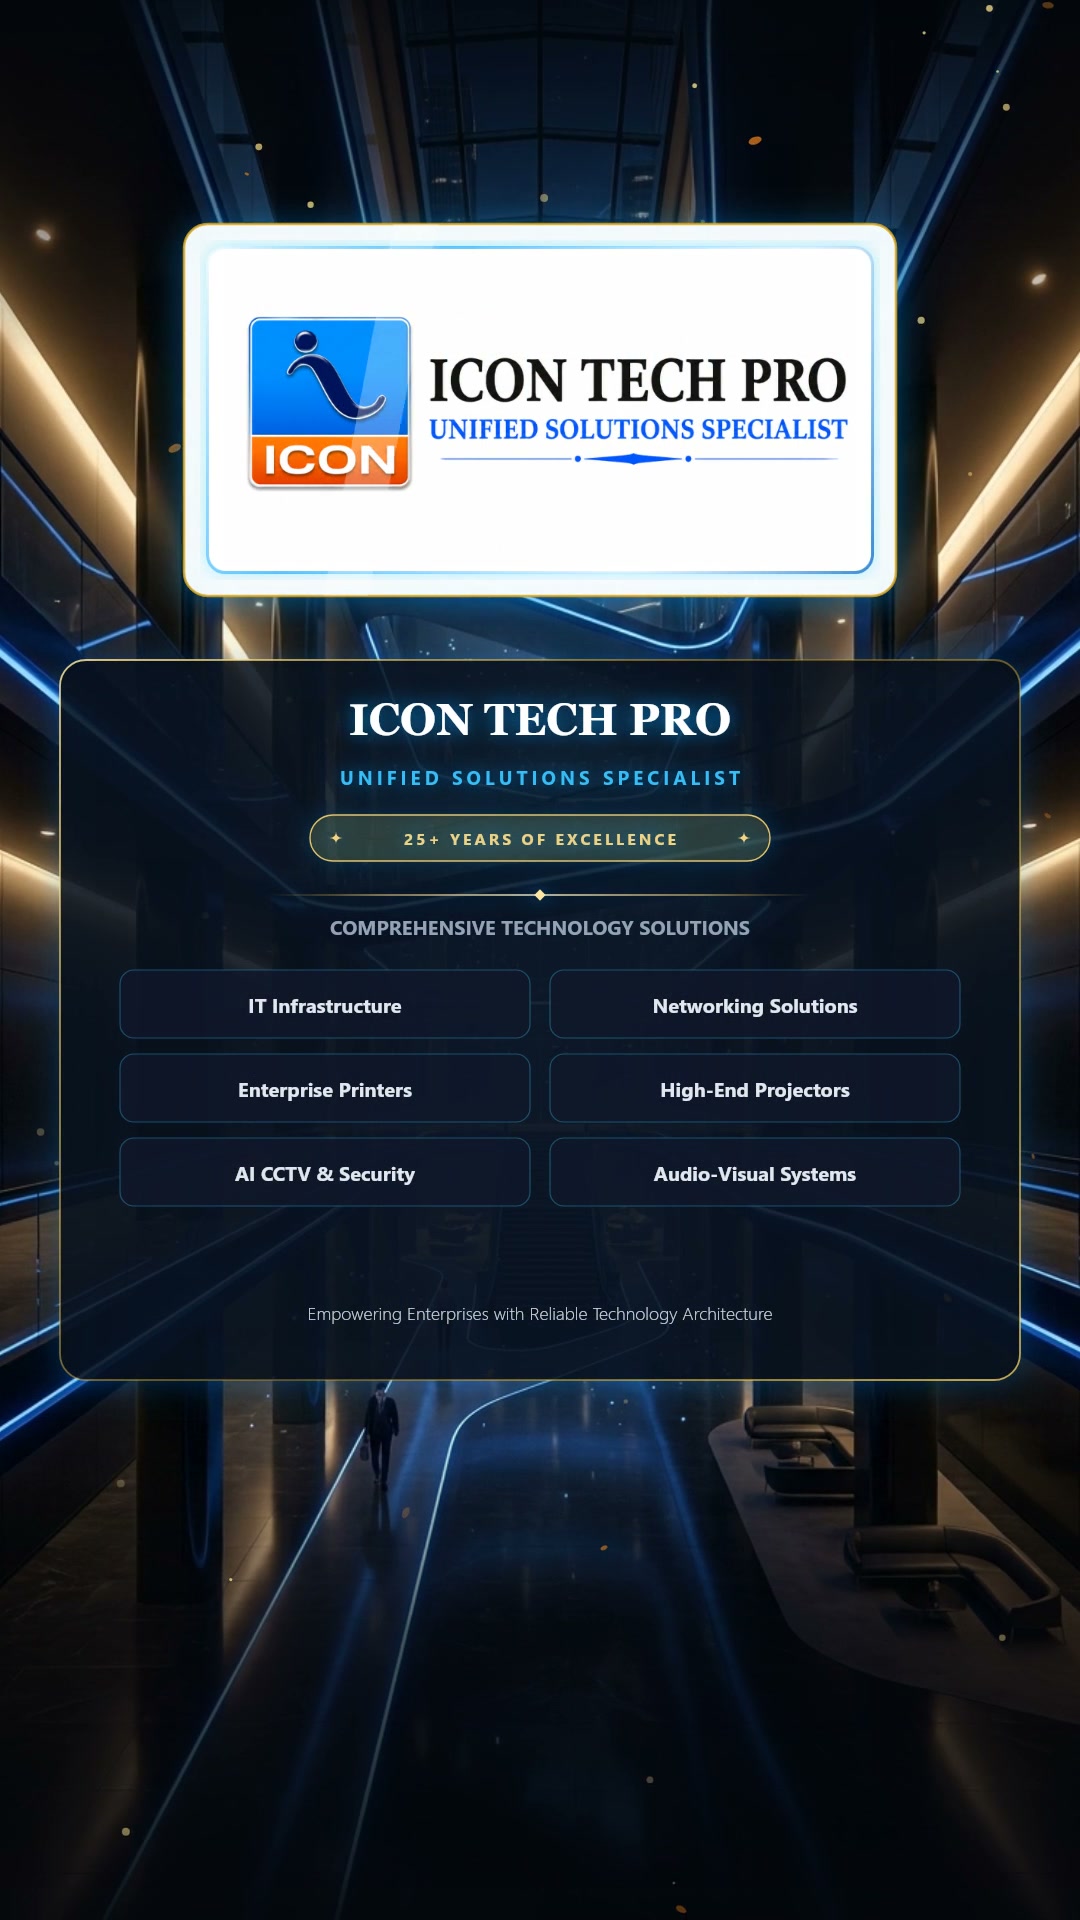 ICON
ICON TECH PRO
UNIFIED SOLUTIONS SPECIALIST
ICON TECH PRO
UNIFIED SOLUTIONS SPECIALIST
25+ YEARS OF EXCELLENCE
COMPREHENSIVE TECHNOLOGY SOLUTIONS
IT Infrastructure
Networking Solutions
Enterprise Printers
High-End Projectors
AI CCTV & Security
Audio-Visual Systems
Empowering Enterprises with Reliable Technology Architecture